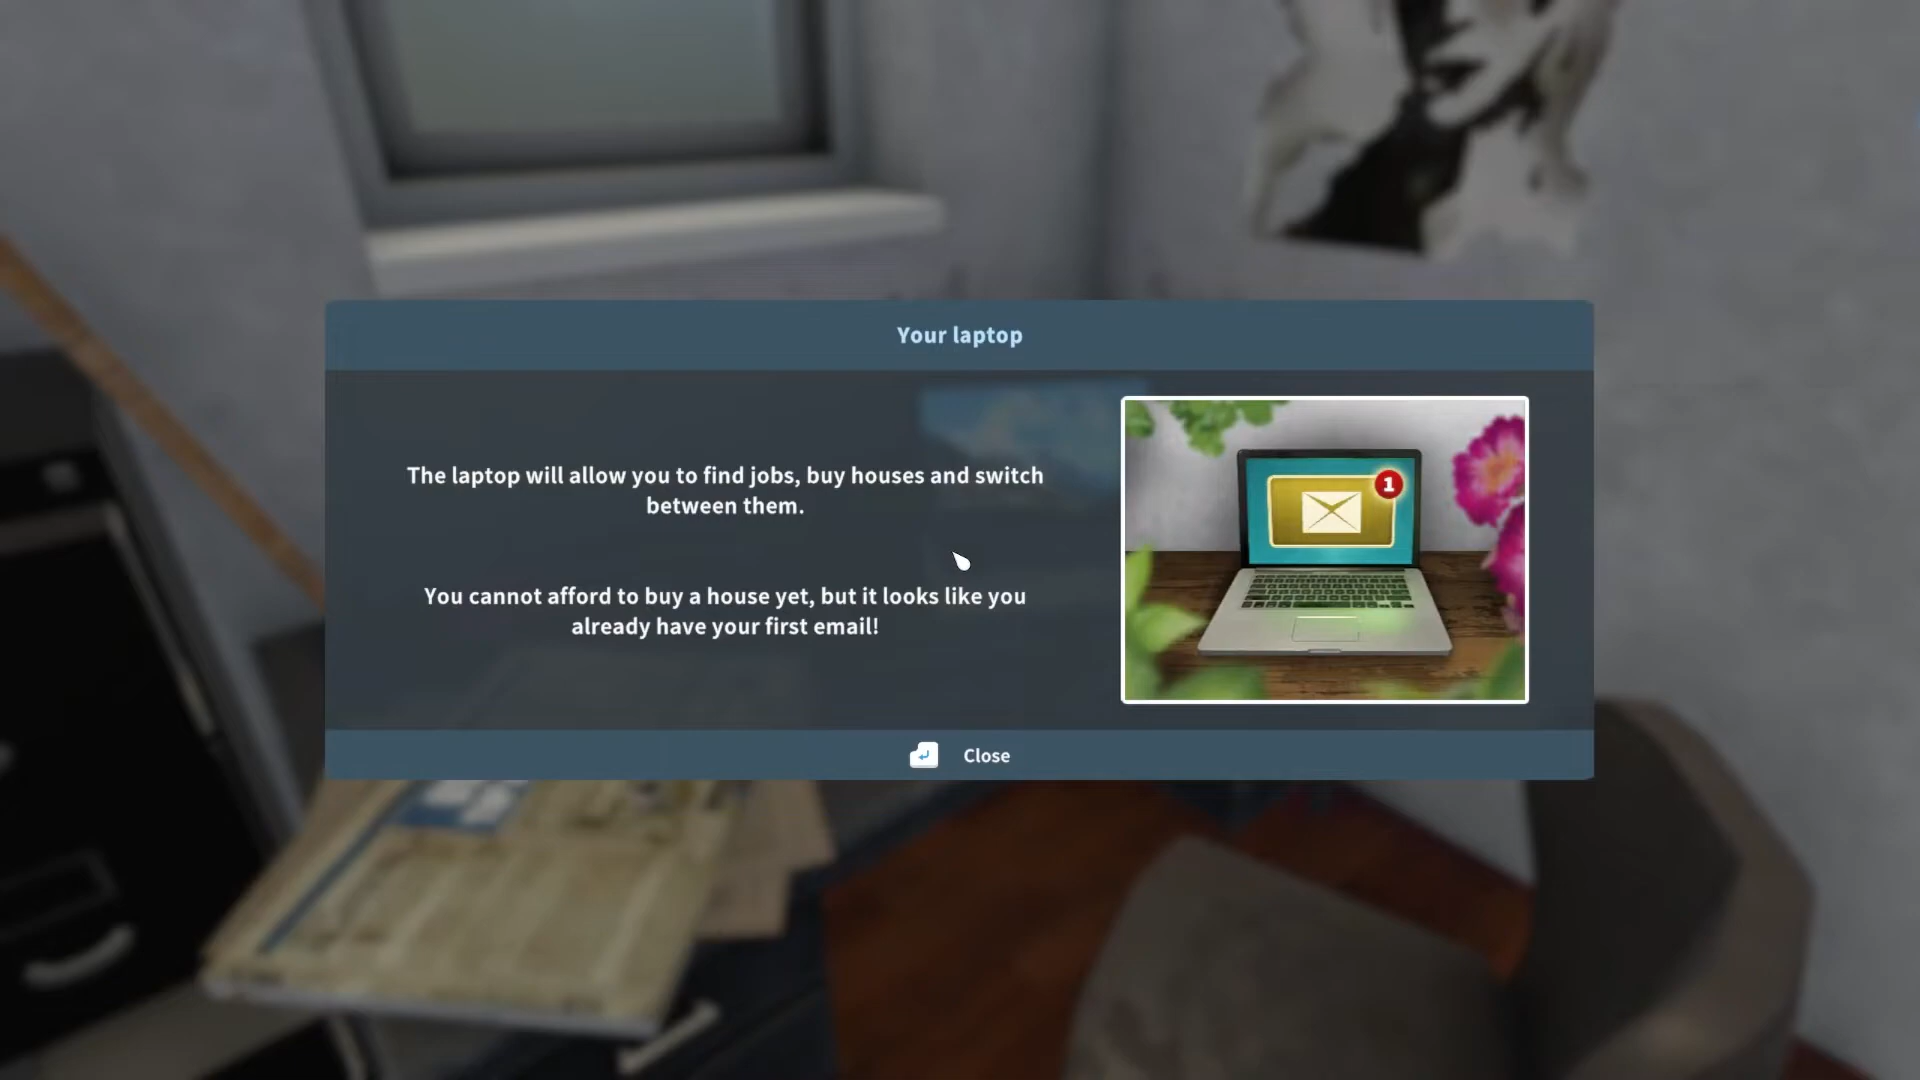 Your laptop
The laptop will allow you to find jobs, buy houses and switch
between them.
1
You cannot afford to buy a house yet, but it looks like you
already have your first email!
Close